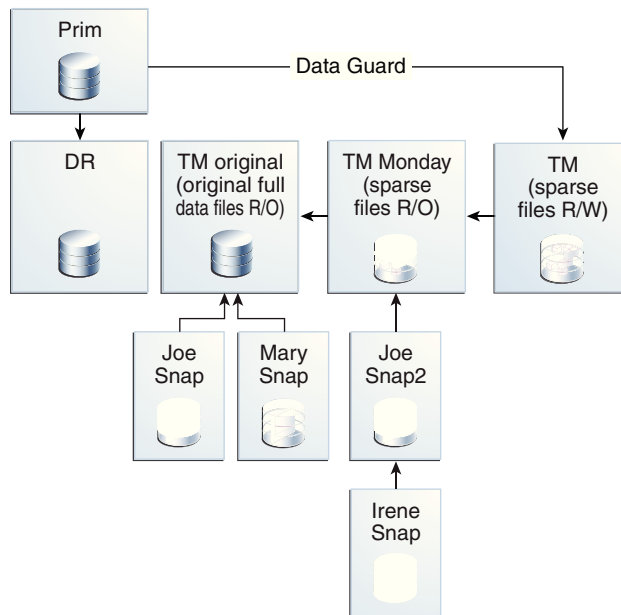 Prim
Data Guard
DR
TM original
(original full
data files R/O)
TM Monday
(sparse
files R/O)
TM
(sparse
files R/W)
Joe
Snap
Mary
Snap
Joe
Snap2
Irene
Snap